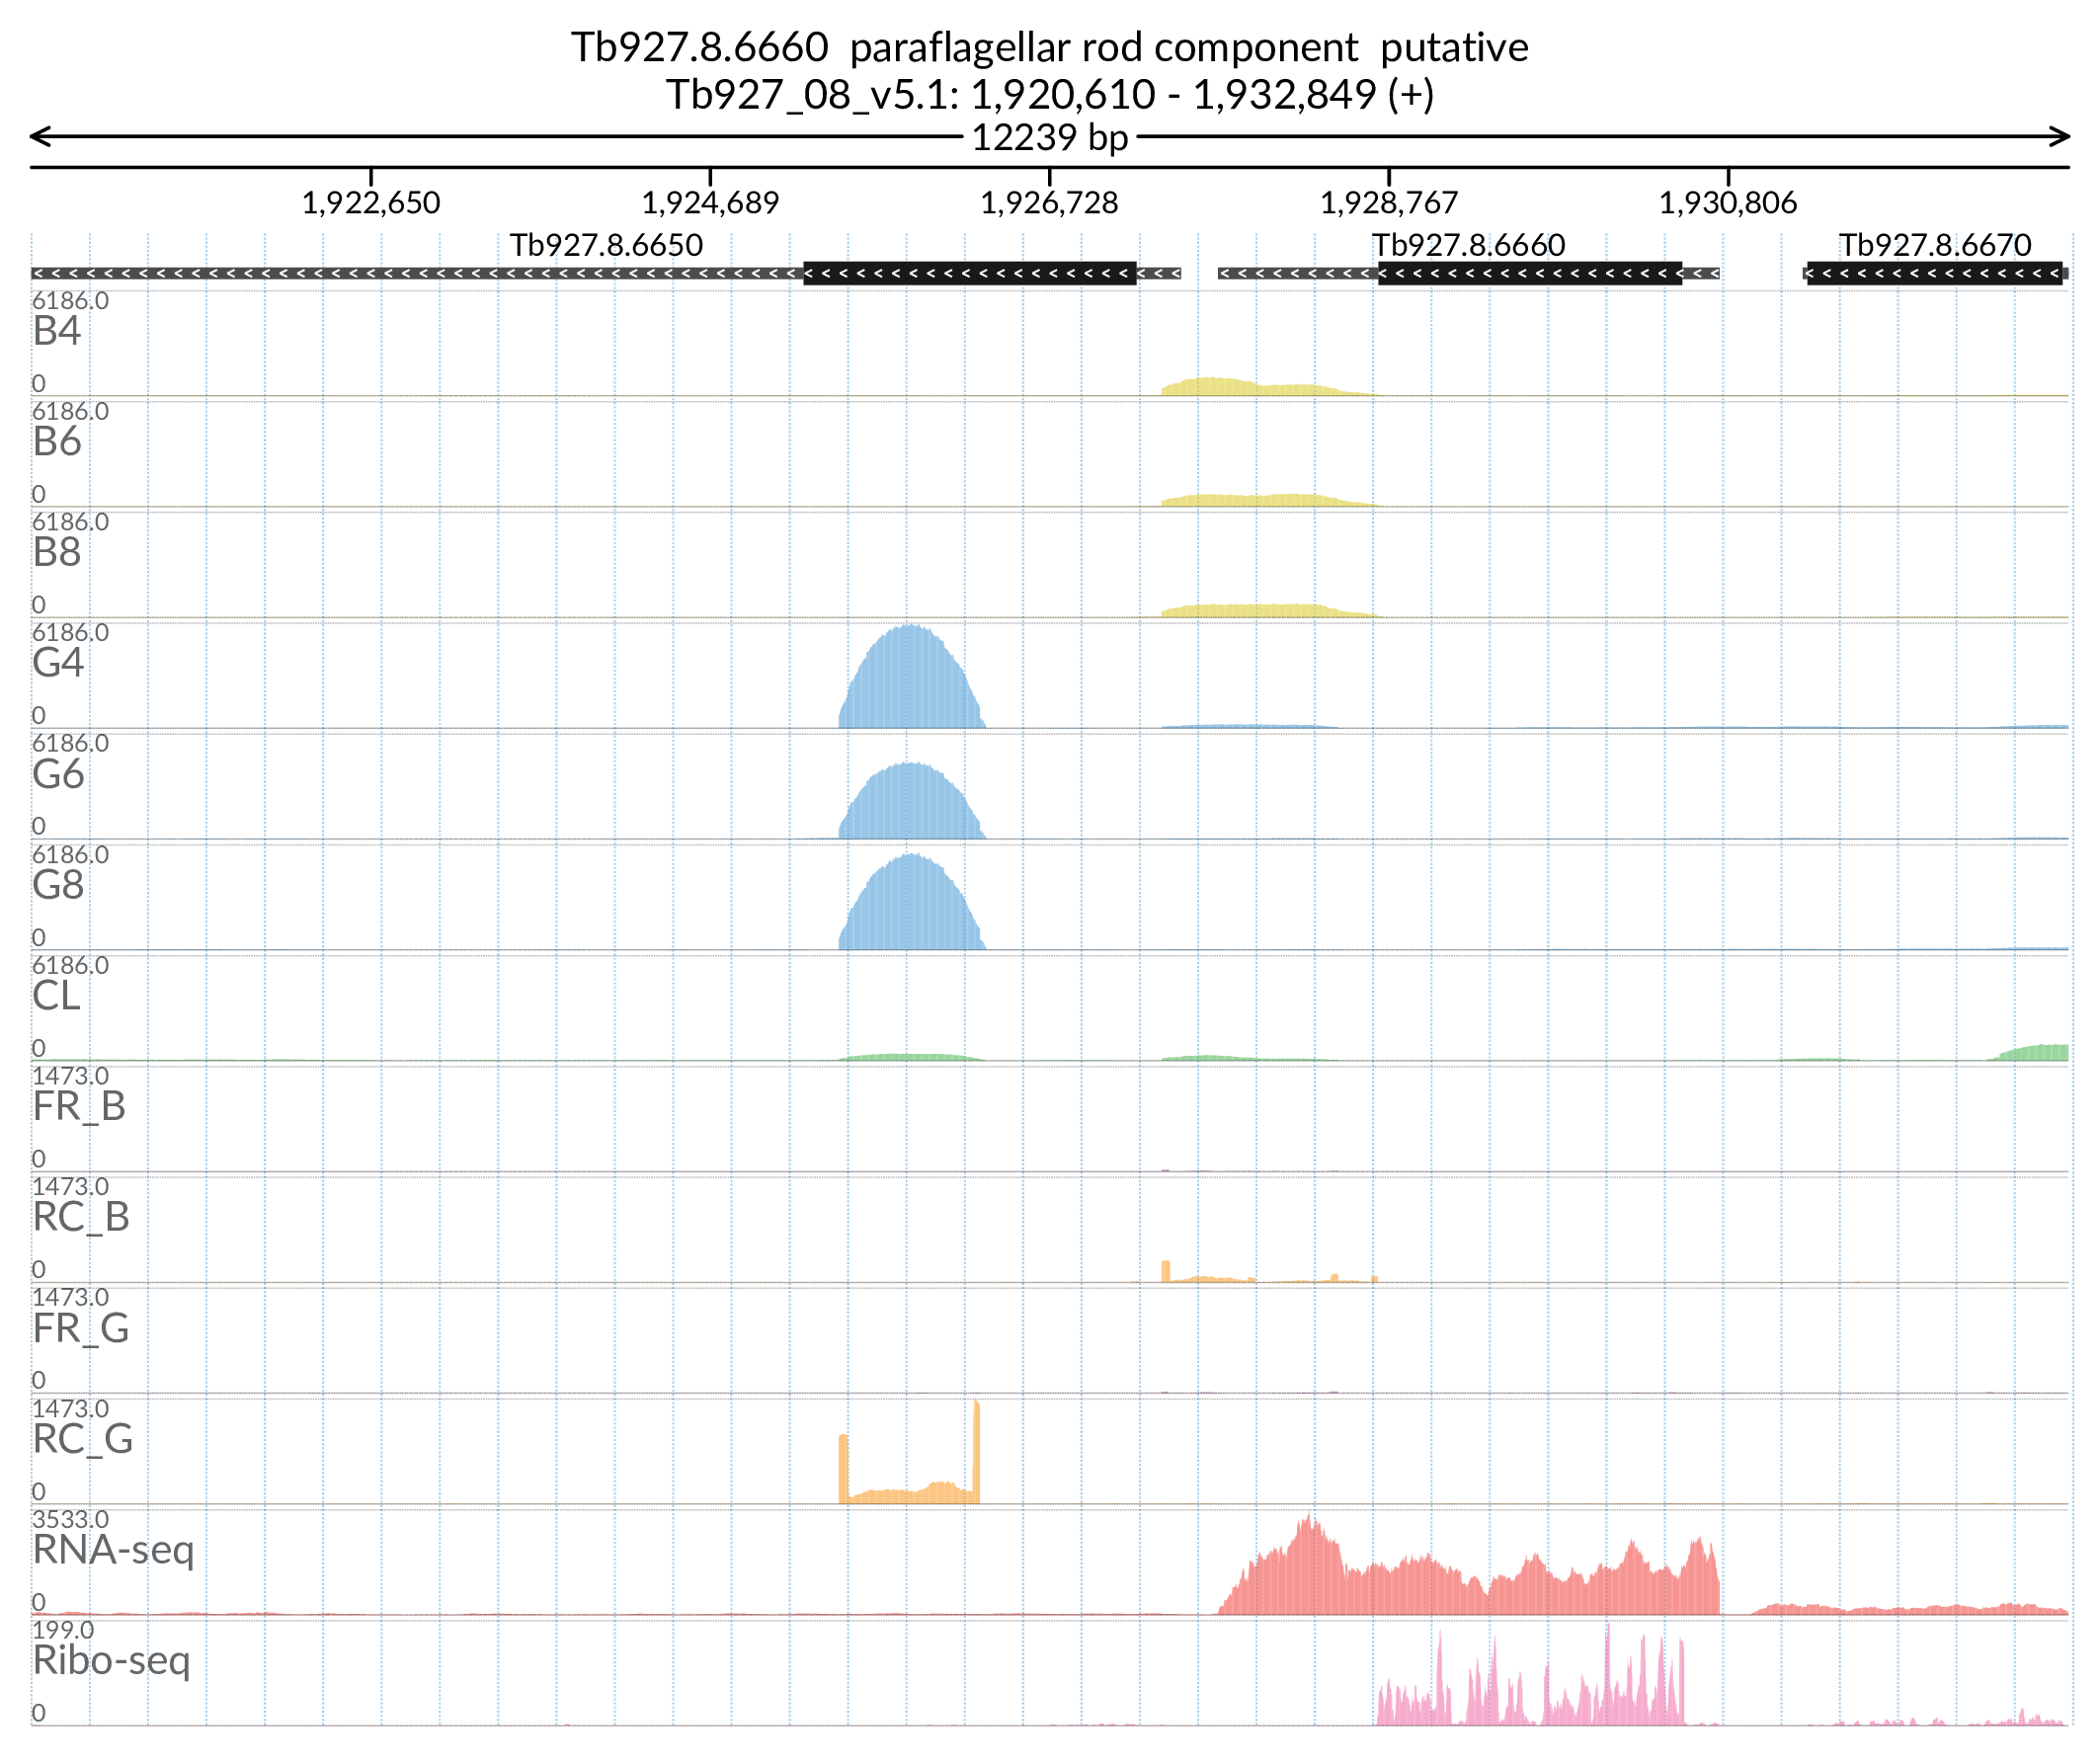 Tb927.8.6660 paraflagellar rod component putative
Tb927_08_v5.1: 1,920,610 - 1,932,849 (+)
12239 bp
1,922,650 1,924,689 1,926,728 1,928,767 1,930,806
Tb927.8.6650 Tb927.8.6660 Tb927.8.6670
6186.0
B4
0
6186.0
B6
0
6186.0
B8
0
6186.0
G4
0
6186.0
G6
0
6186.0
G8
0
6186.0
CL
0
1473.0
FR_B
0
1473.0
RC_B
0
1473.0
FR_G
0
1473.0
RC_G
0
3533.0
RNA-seq
0
199.0
Ribo-seq
0